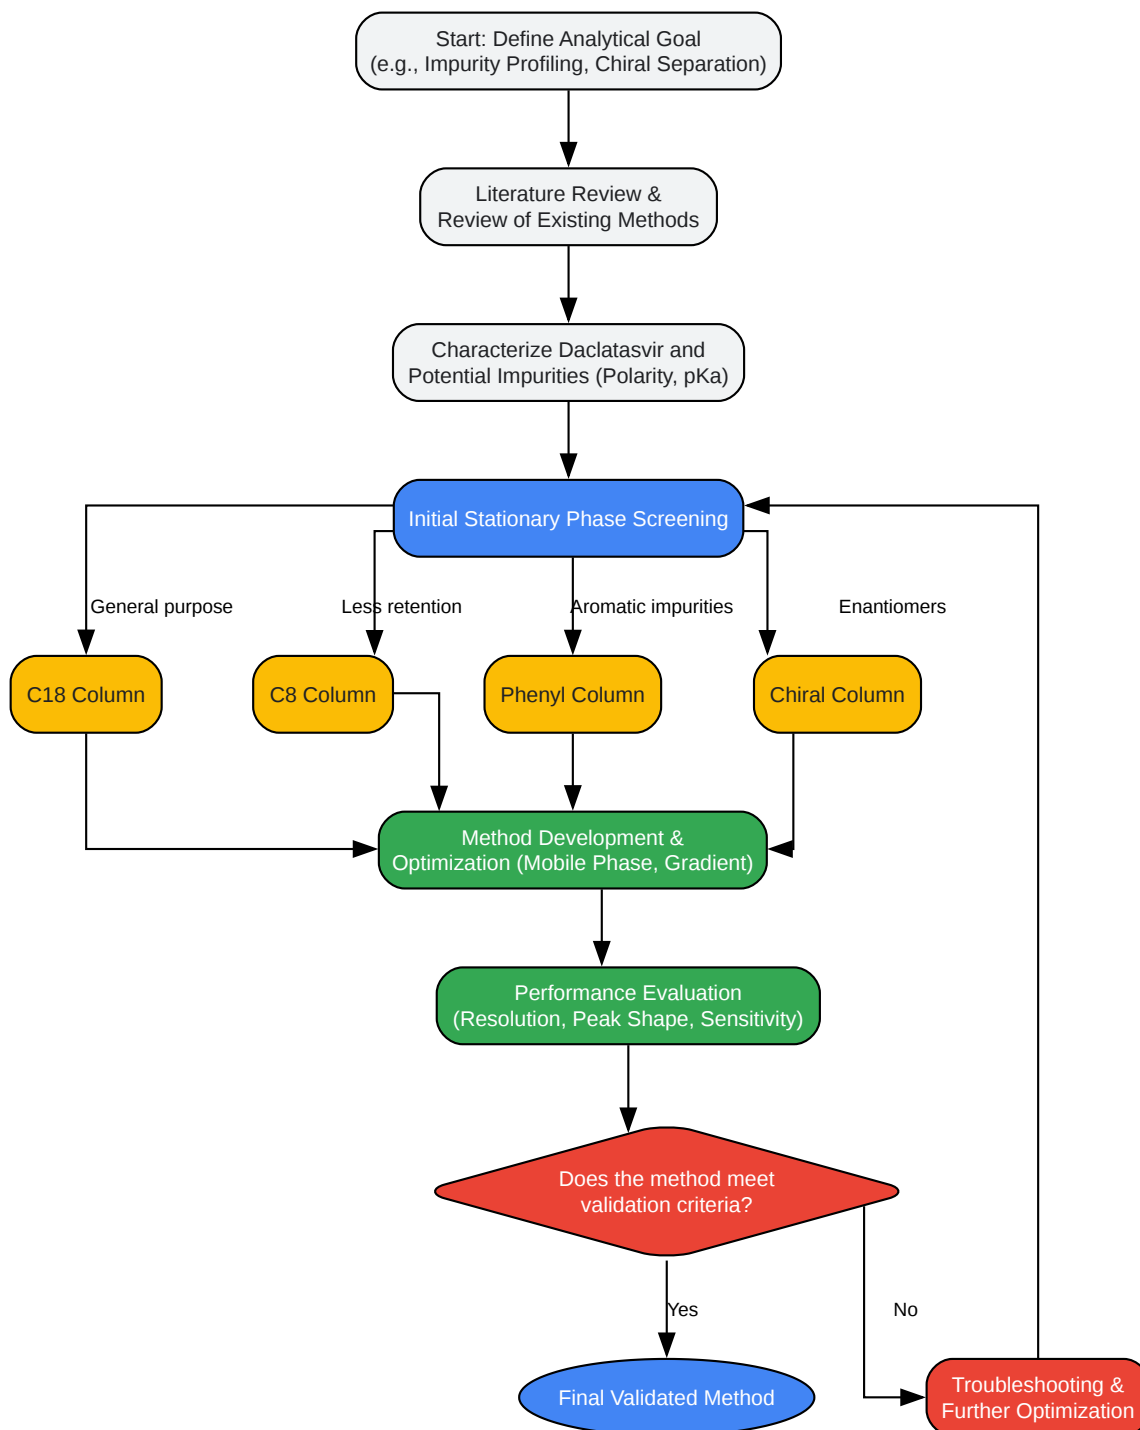 Start: Define Analytical Goal
(e.g., Impurity Profiling, Chiral Separation)
Literature Review &
Review of Existing Methods
Characterize Daclatasvir and
Potential Impurities (Polarity, pKa)
Initial Stationary Phase Screening
General purpose
Less retention
Aromatic impurities
Enantiomers
C18 Column
C8 Column
Phenyl Column
Chiral Column
Method Development &
Optimization (Mobile Phase, Gradient)
Performance Evaluation
(Resolution, Peak Shape, Sensitivity)
Does the method meet
validation criteria?
Yes
No
Final Validated Method
Troubleshooting &
Further Optimization